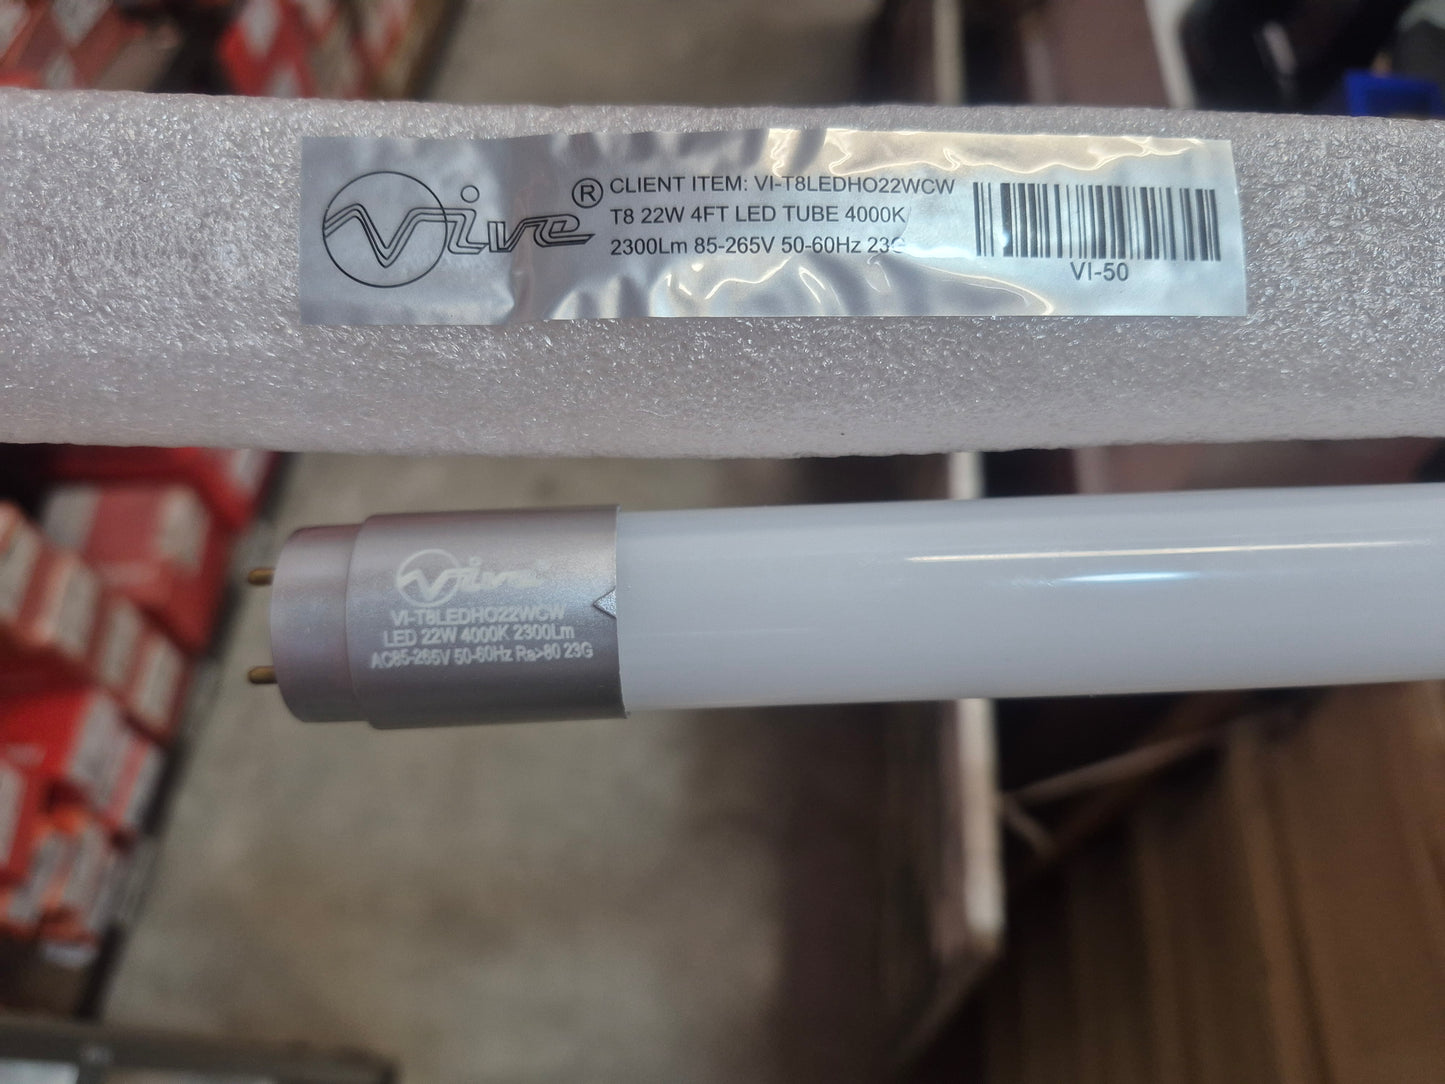 Vive®
CLIENT ITEM: VI-T8LEDHO22WCW
T8 22W 4FT LED TUBE 4000K
2300Lm 85-265V 50-60Hz 23G
VI-50
Vive®
VI-T8LEDHO22WCW
LED 22W 4000K 2300Lm
AC85-265V 50-60Hz Ra>80 23G